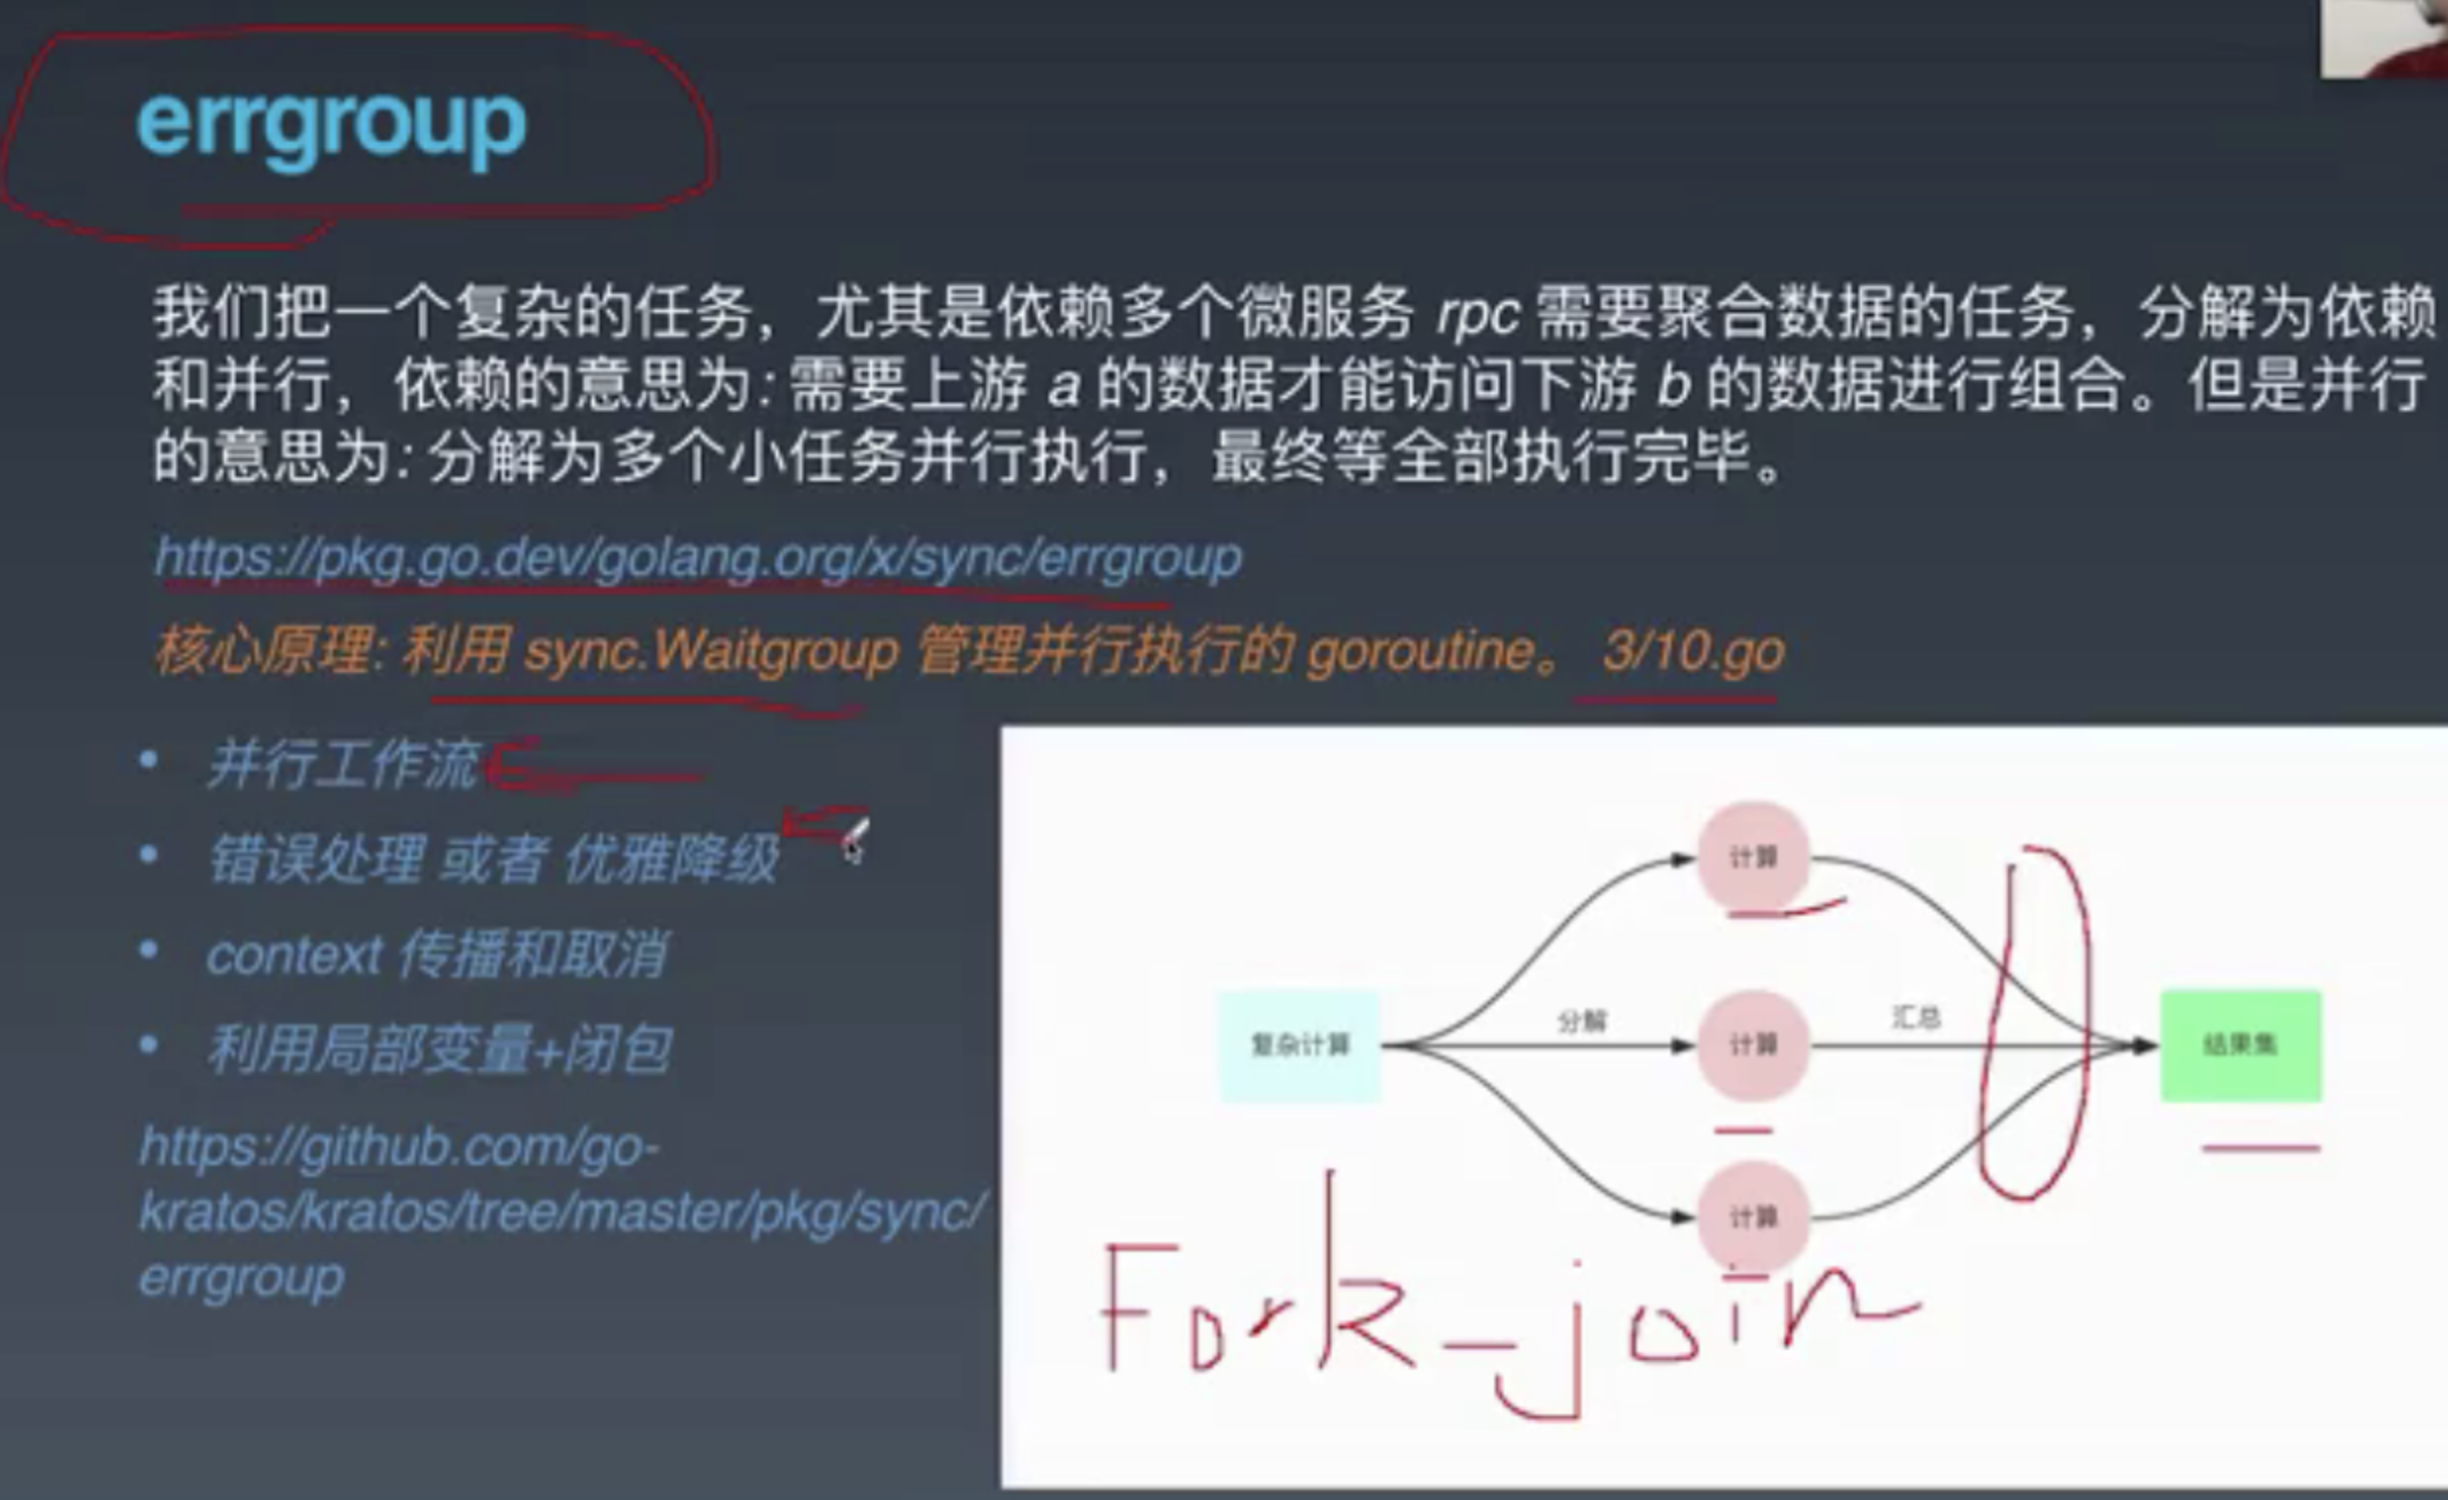 errgroup
我们把一个复杂的任务，尤其是依赖多个微服务 rpc 需要聚合数据的任务，分解为依赖
和并行，依赖的意思为: 需要上游 a 的数据才能访问下游 b 的数据进行组合。但是并行
的意思为: 分解为多个小任务并行执行，最终等全部执行完毕。
https://pkg.go.dev/golang.org/x/sync/errgroup
核心原理: 利用 sync.Waitgroup 管理并行执行的 goroutine。 3/10.go
• 并行工作流
• 错误处理 或者 优雅降级
• context 传播和取消
• 利用局部变量+闭包
https://github.com/go-
kratos/kratos/tree/master/pkg/sync/
errgroup
计算
复杂计算
分解
计算
汇总
结果集
计算
Fork-join